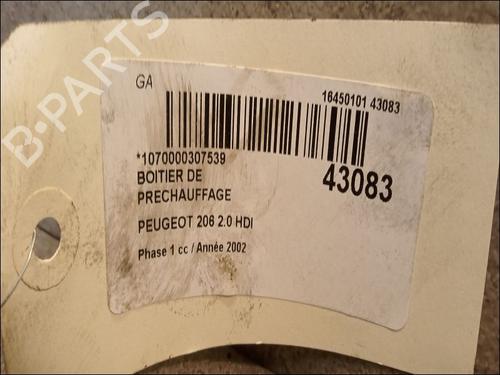 B-PARTS
GA
16450101 43083
*1070000307539
43083
BOITIER DE
PRECHAUFFAGE
PEUGEOT 206 2.0 HDI
Phase 1 cc / Année 2002